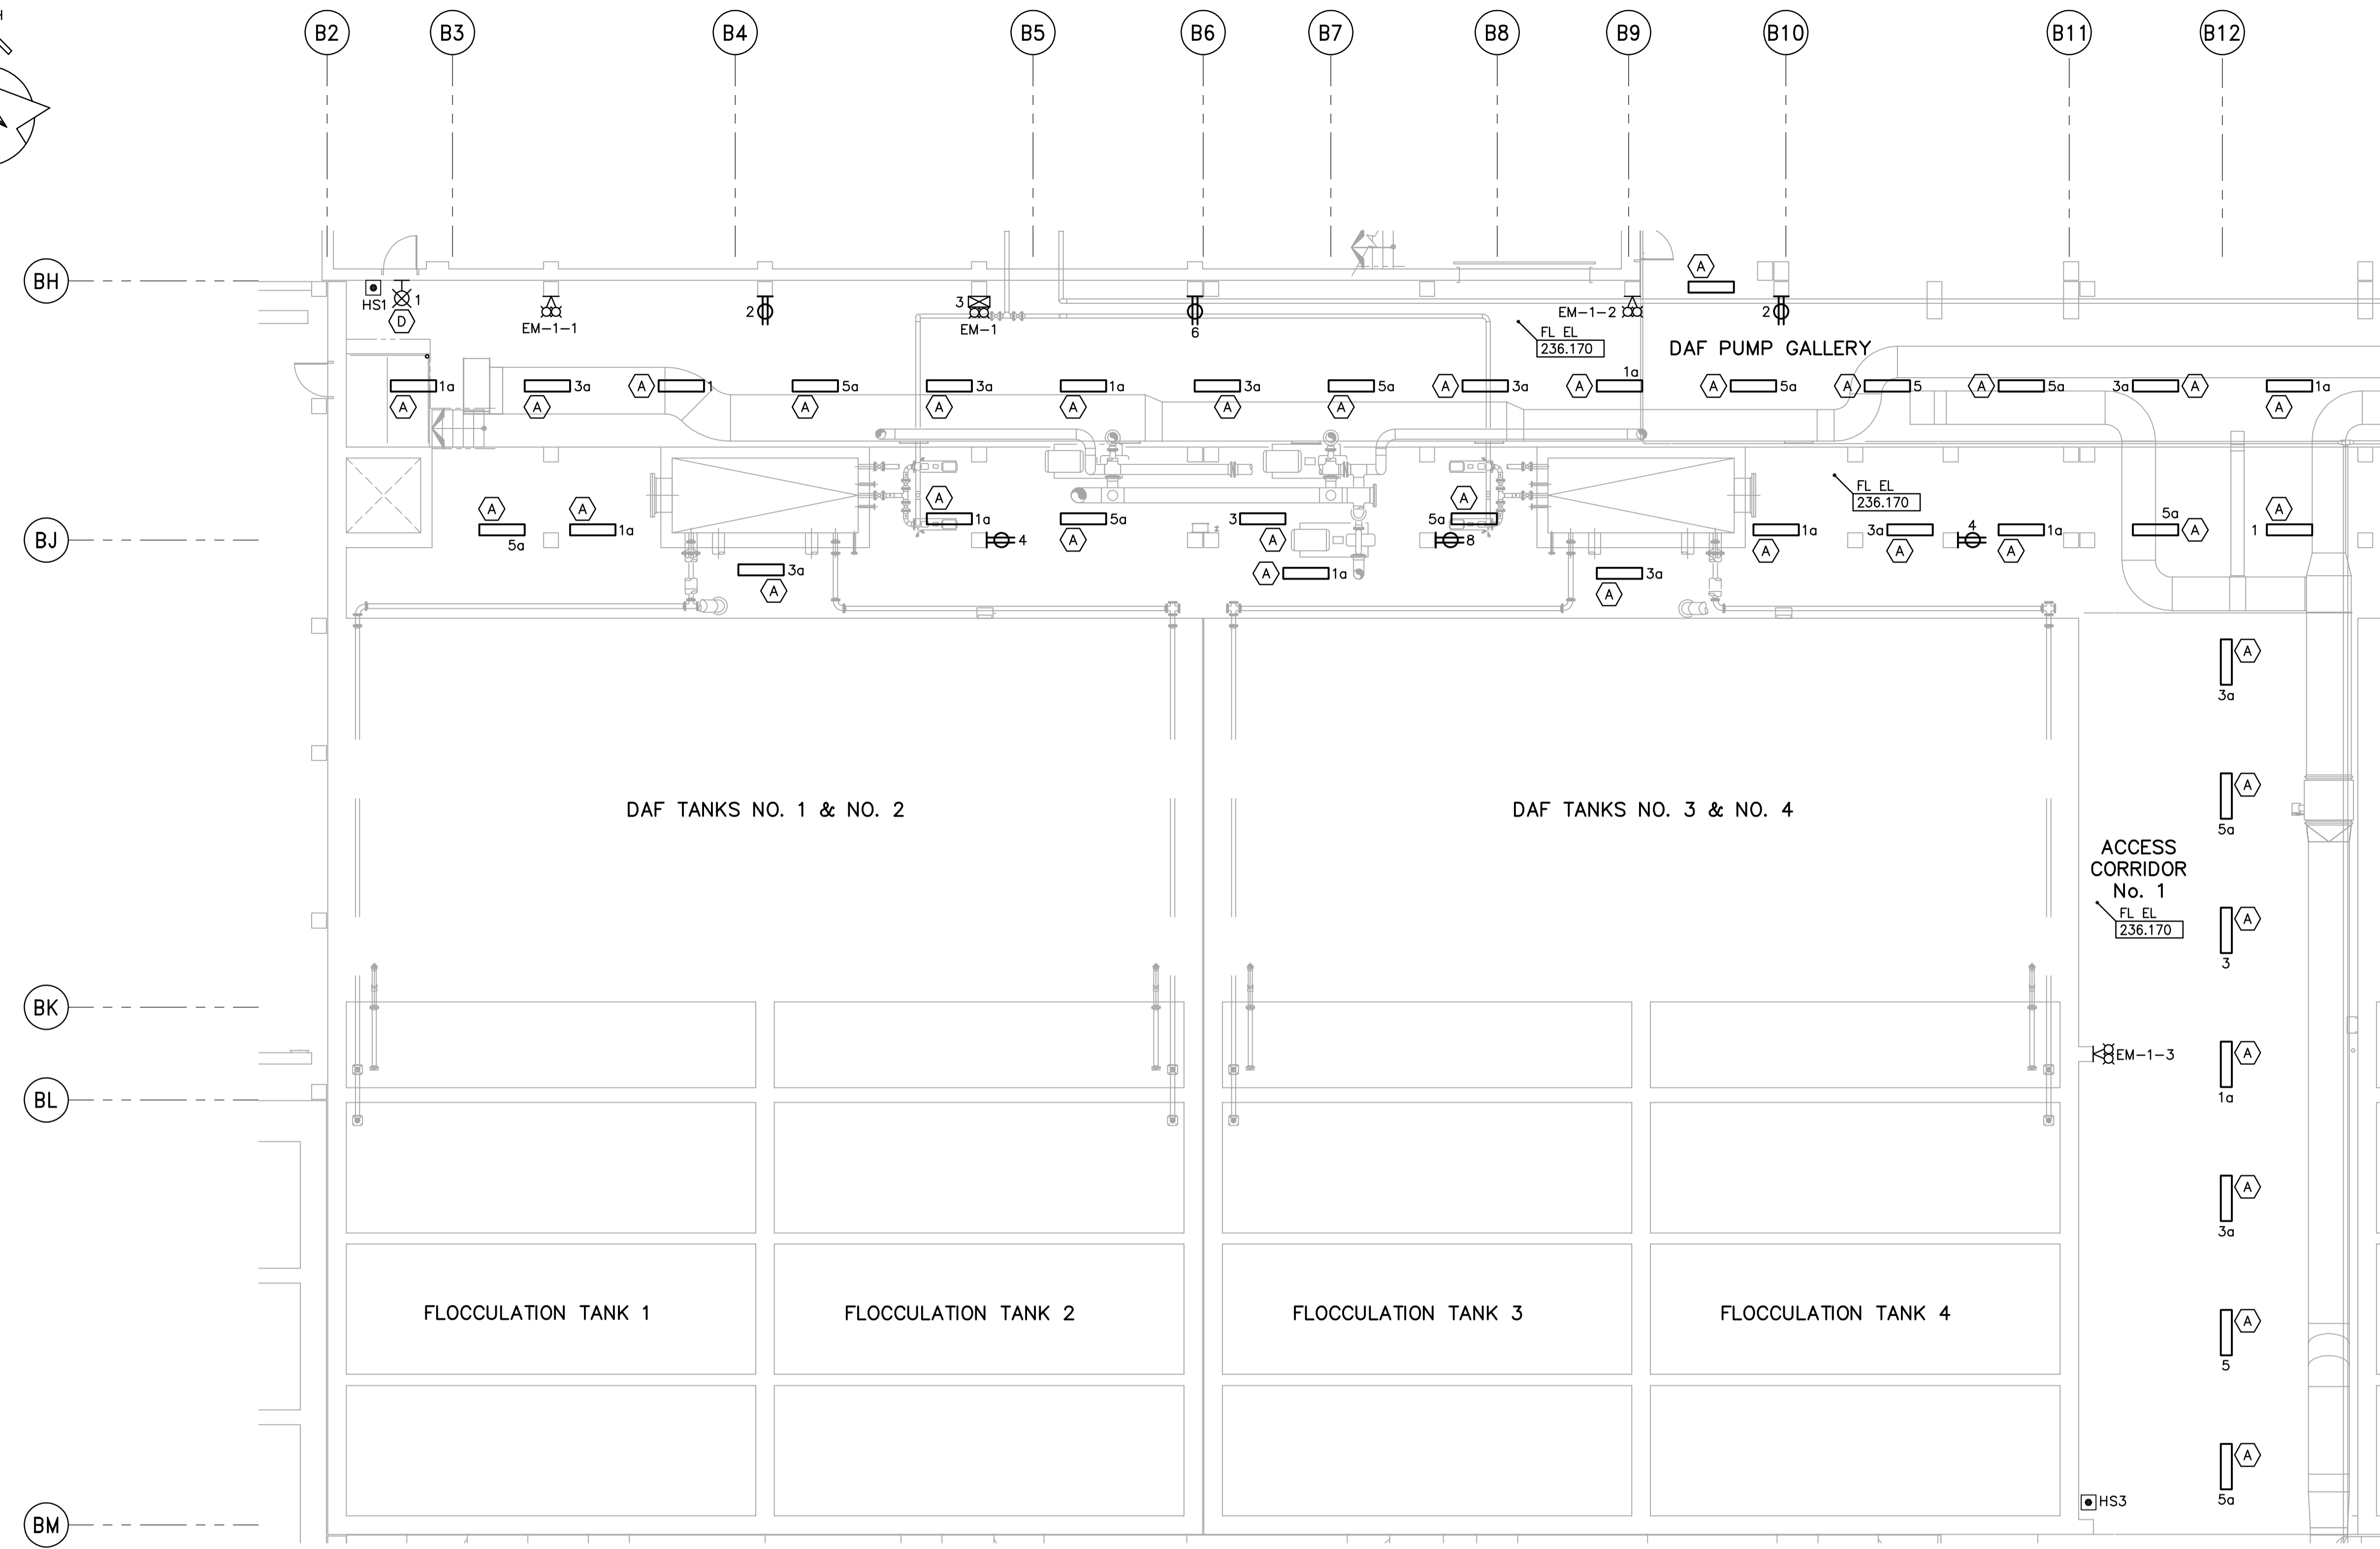 B2 B3 B4 B5 B6 B7 B8 B9 B10 B11 B12
A
BH
HS1 1 D
EM-1-1
2
3
EM-1
6
EM-1-2
2
FL EL
236.170
DAF PUMP GALLERY
1a 3a A 1 5a 3a 1a 3a 5a A 3a A 1a A 5a A 5 A 5a 3a A 1a
A A A A A A A A
FL EL
236.170
A A A A A
5a 1a 1a 5a 3 5a 1a 3a 1a 5a A 1
BJ
4 8 4
A A A A A
3a A 1a 3a
A A
A
3a
A
5a
DAF TANKS NO. 1 & NO. 2
DAF TANKS NO. 3 & NO. 4
ACCESS
CORRIDOR
No. 1
FL EL
236.170
A
3
BK
EM-1-3
A
1a
BL
A
3a
FLOCCULATION TANK 1
FLOCCULATION TANK 2
FLOCCULATION TANK 3
FLOCCULATION TANK 4
A
5
A
5a
HS3
BM